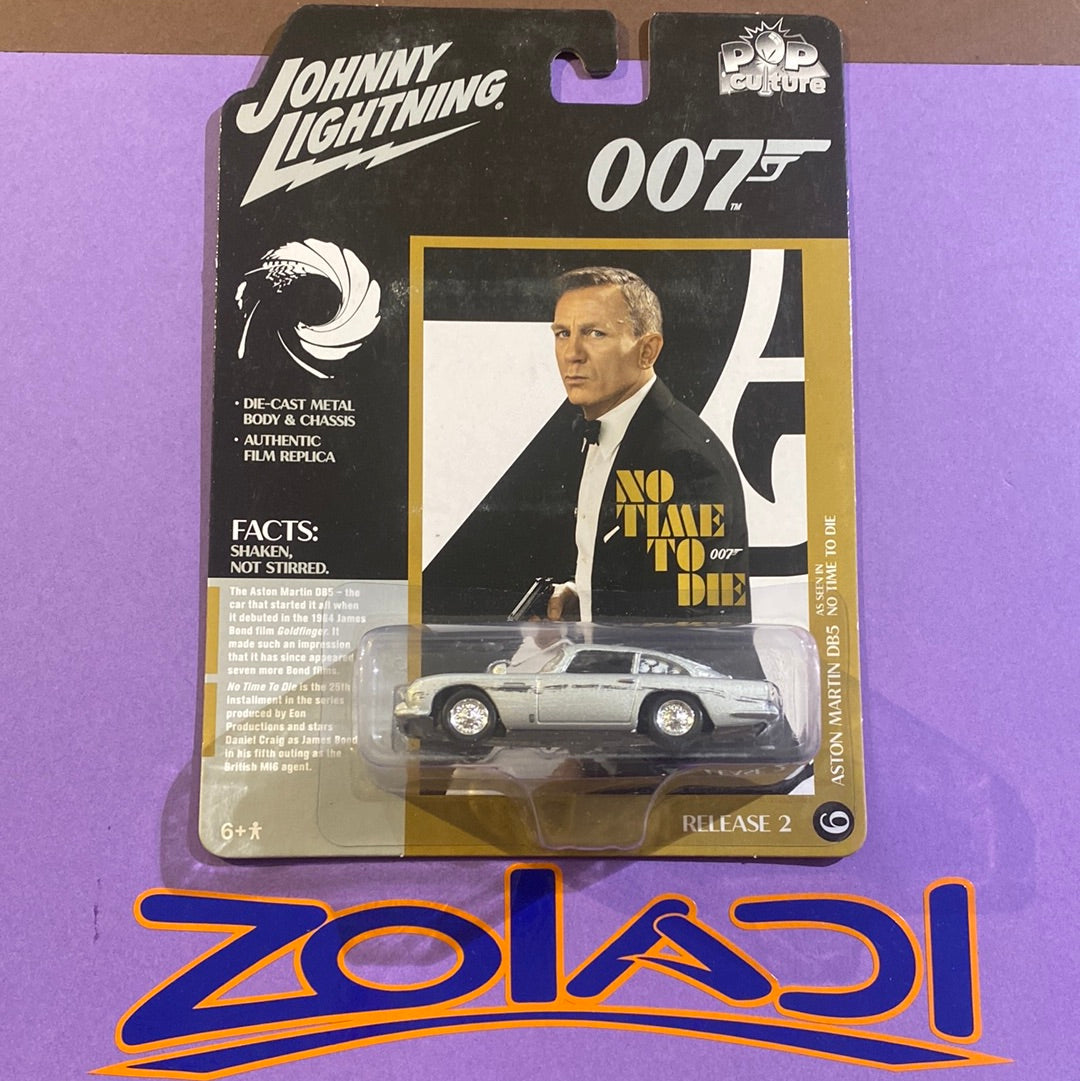 JOHNNY
LIGHTNING®
POP
culture
007™
• DIE-CAST METAL
BODY & CHASSIS
• AUTHENTIC
FILM REPLICA
FACTS:
SHAKEN,
NOT STIRRED.
The Aston Martin DB5 – the
car that started it all when
it debuted in the 1964 James
Bond film Goldfinger. It
made such an impression
that it has since appeared
seven more Bond films.
No Time To Die is the 25th
installment in the series
produced by Eon
Productions and stars
Daniel Craig as James Bond
in his fifth outing as the
British MI6 agent.
6+
NO
TIME
TO 007
DIE
AS SEEN IN
ASTON MARTIN DB5 NO TIME TO DIE
RELEASE 2
6
ZOIADI